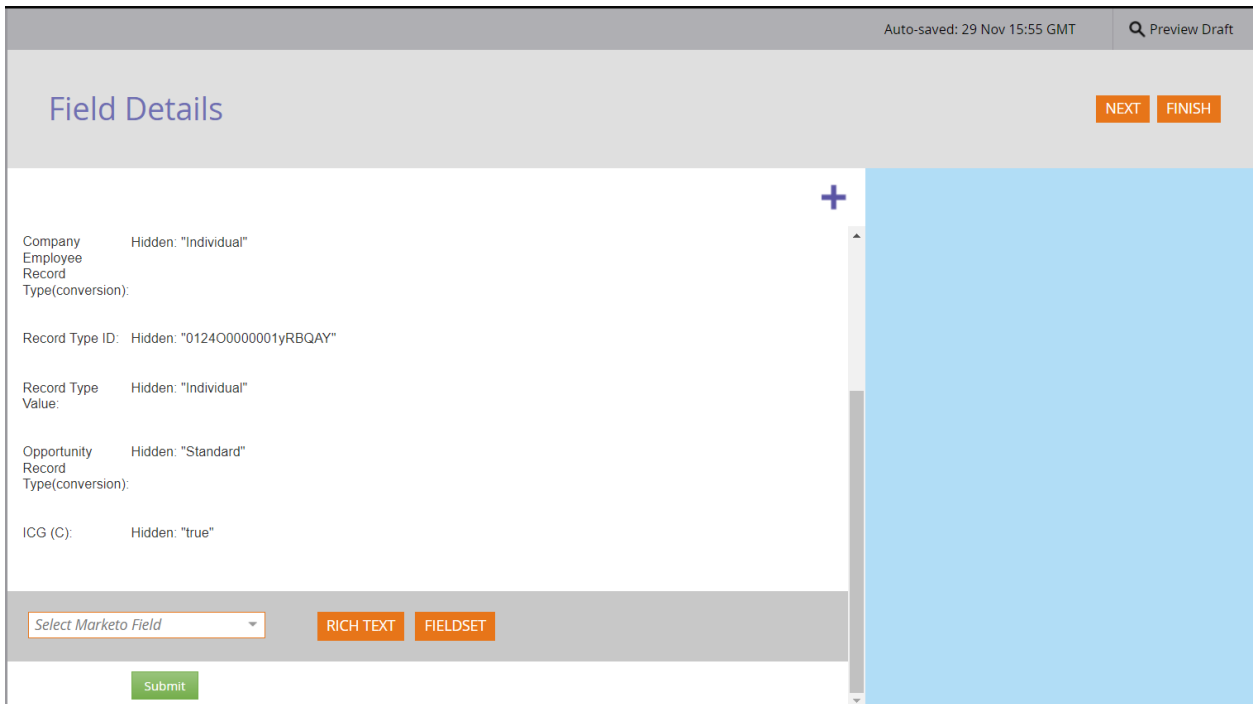 Auto-saved: 29 Nov 15:55 GMT
Preview Draft
Field Details
NEXT
FINISH
Company Hidden: "Individual"
Employee
Record
Type(conversion):
Record Type ID: Hidden: "0124O0000001yRBQAY"
Record Type Hidden: "Individual"
Value:
Opportunity Hidden: "Standard"
Record
Type(conversion):
ICG (C): Hidden: "true"
Select Marketo Field
RICH TEXT
FIELDSET
Submit